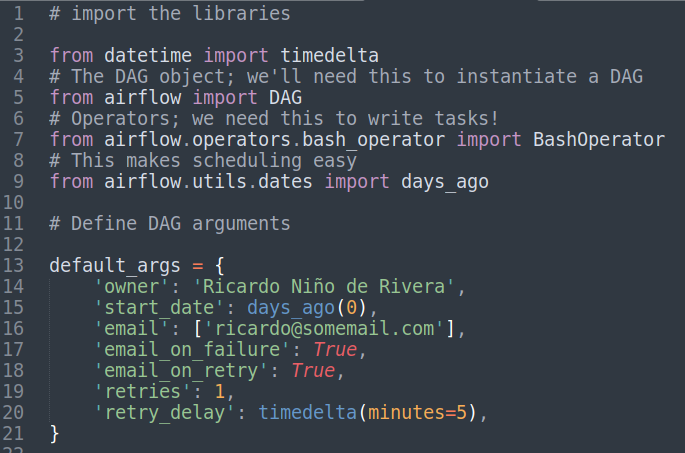 1 # import the libraries
2
3 from datetime import timedelta
4 # The DAG object; we'll need this to instantiate a DAG
5 from airflow import DAG
6 # Operators; we need this to write tasks!
7 from airflow.operators.bash_operator import BashOperator
8 # This makes scheduling easy
9 from airflow.utils.dates import days_ago
10
11 # Define DAG arguments
12
13 default_args = {
14     'owner': 'Ricardo Niño de Rivera',
15     'start_date': days_ago(0),
16     'email': ['ricardo@somemail.com'],
17     'email_on_failure': True,
18     'email_on_retry': True,
19     'retries': 1,
20     'retry_delay': timedelta(minutes=5),
21 }